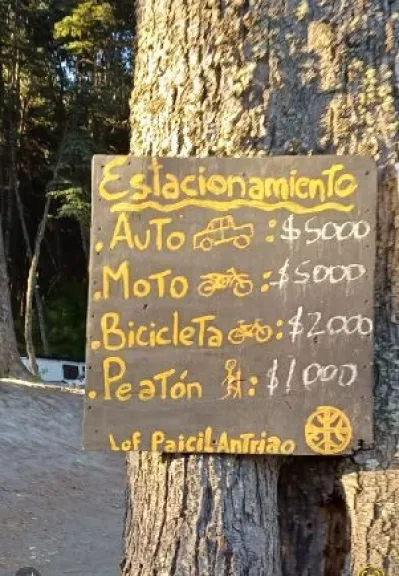 Estacionamiento
. AUTO : $5000
. MOTO : $5000
. BicicleTa : $2000
. PeaTón : $1000
Lof PaiciL AnTriao